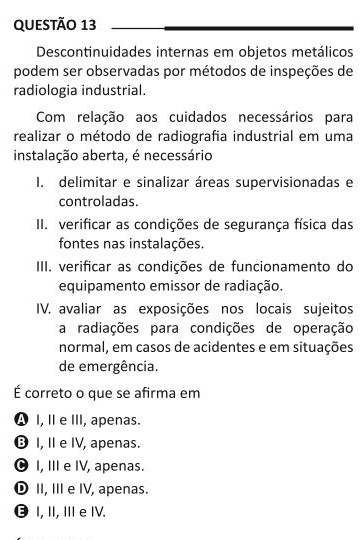 QUESTÃO 13
Descontinuidades internas em objetos metálicos
podem ser observadas por métodos de inspeções de
radiologia industrial.
Com relação aos cuidados necessários para
realizar o método de radiografia industrial em uma
instalação aberta, é necessário
I. delimitar e sinalizar áreas supervisionadas e
controladas.
II. verificar as condições de segurança física das
fontes nas instalações.
III. verificar as condições de funcionamento do
equipamento emissor de radiação.
IV. avaliar as exposições nos locais sujeitos
a radiações para condições de operação
normal, em casos de acidentes e em situações
de emergência.
É correto o que se afirma em
A I, II e III, apenas.
B I, II e IV, apenas.
C I, III e IV, apenas.
D II, III e IV, apenas.
E I, II, III e IV.